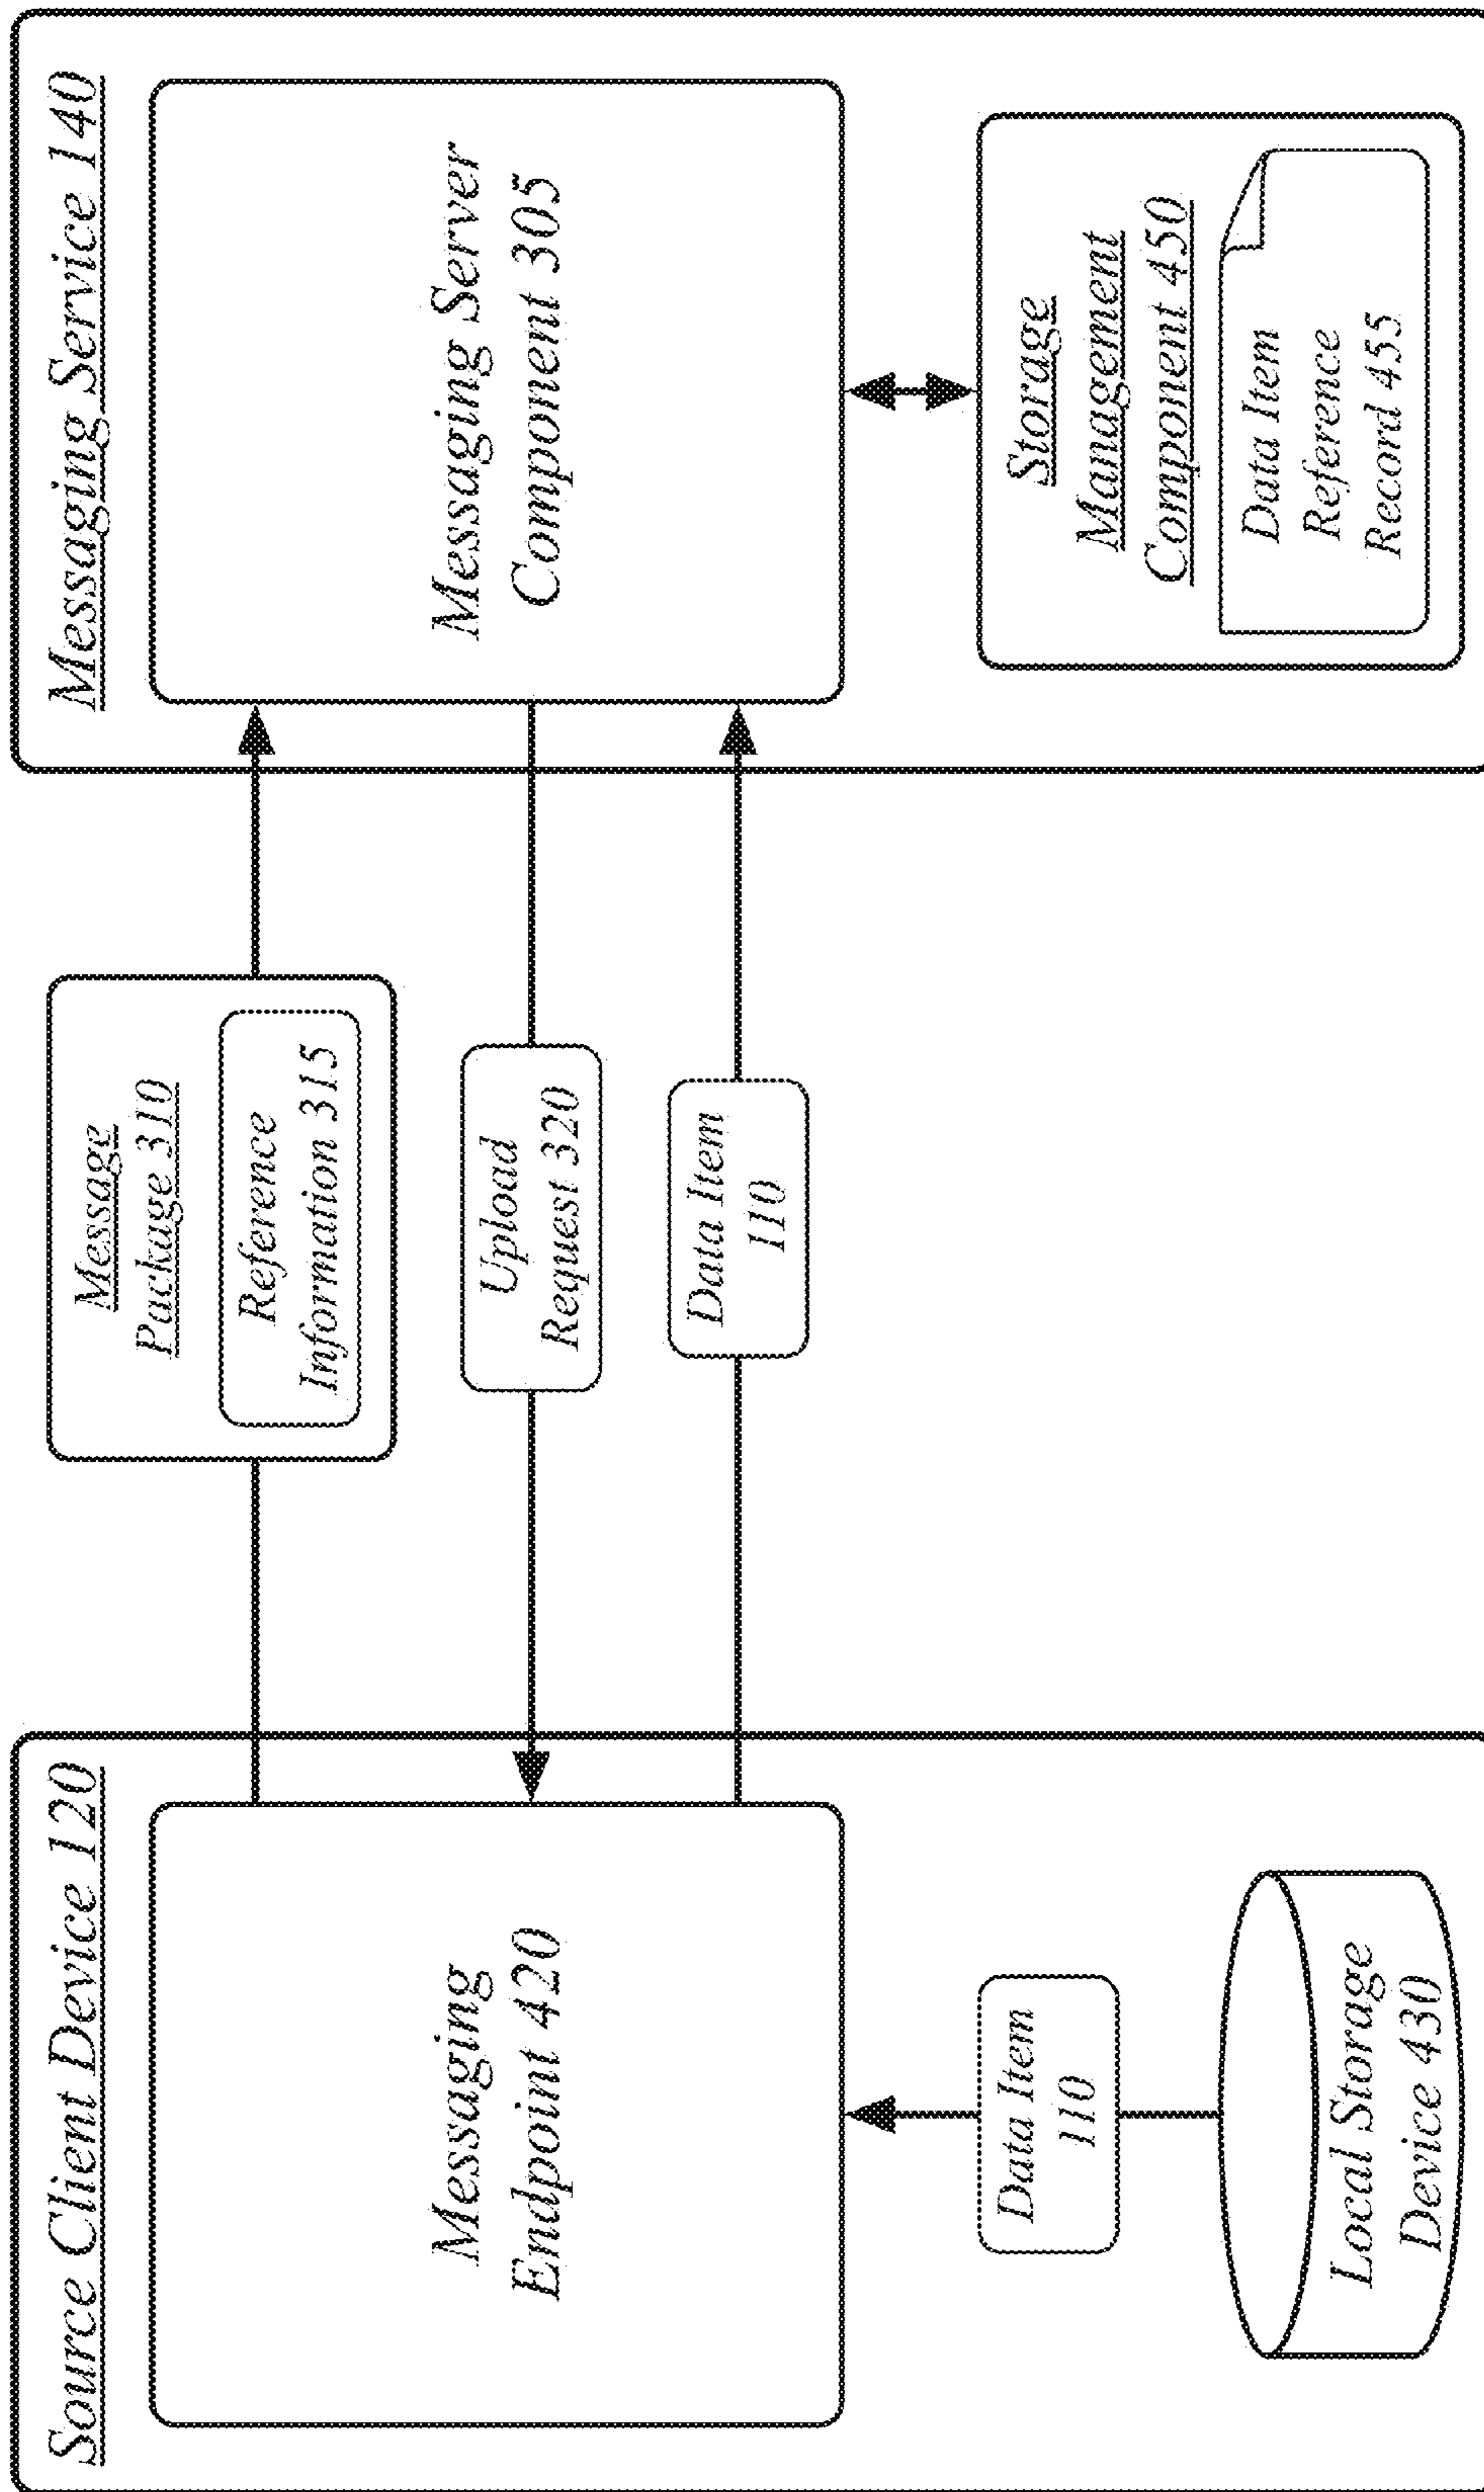 Source Client Device 120
Messaging
Endpoint 420
Data Item
110
Local Storage
Device 430
Message
Package 310
Reference
Information 315
Upload
Request 320
Data Item
110
Messaging Service 140
Messaging Server
Component 305
Storage
Management
Component 450
Data Item
Reference
Record 455